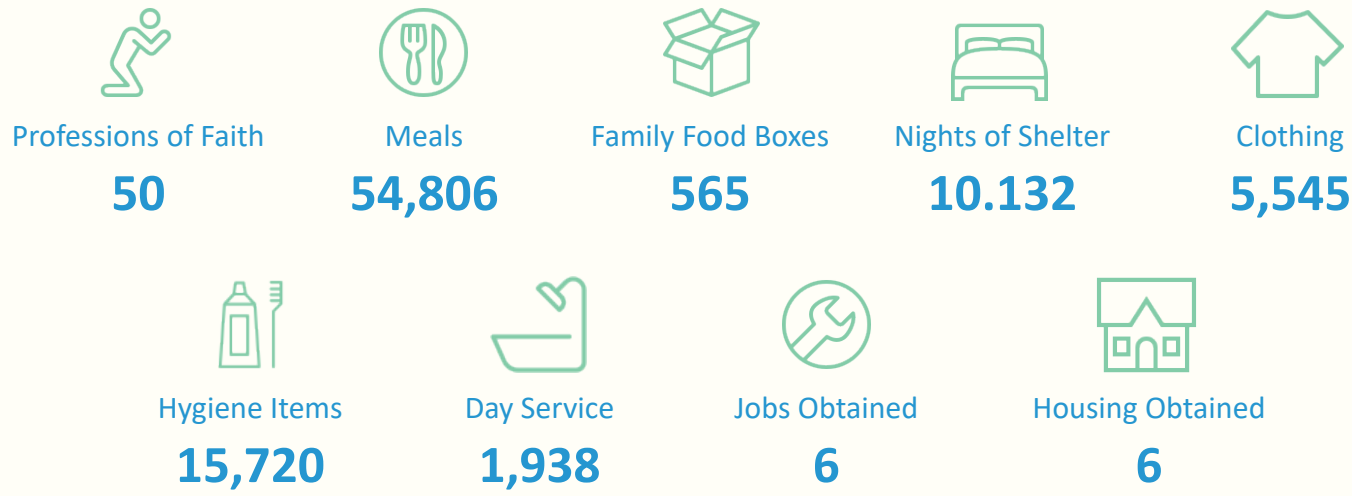 Professions of Faith
50
Meals
54,806
Family Food Boxes
565
Nights of Shelter
10.132
Clothing
5,545
Hygiene Items
15,720
Day Service
1,938
Jobs Obtained
6
Housing Obtained
6